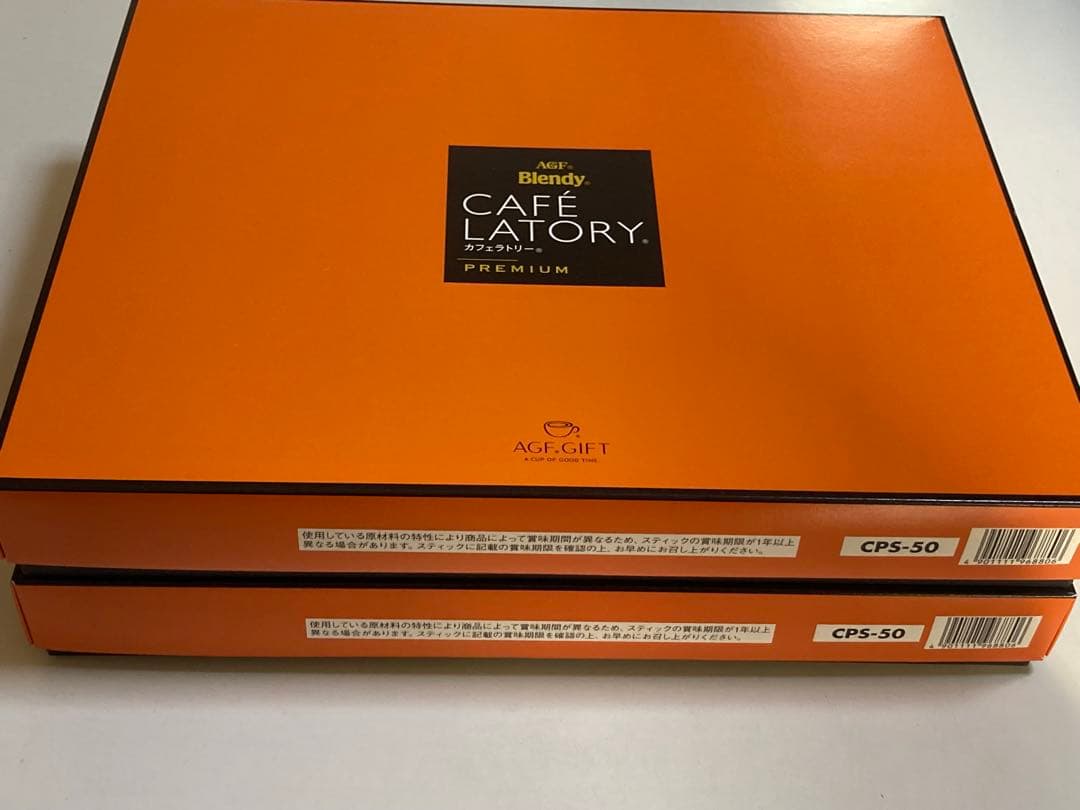 AGF®
Blendy®
CAFÉ
LATORY®
カフェラトリー®
PREMIUM
AGF® GIFT
A CUP OF GOOD TIME.
使用している原材料の特性により商品によって賞味期間が異なるため、スティックの賞味期限が1年以上
異なる場合があります。スティックに記載の賞味期限を確認の上、お早めにお召し上がりください。
CPS-50
4 901111 968806
使用している原材料の特性により商品によって賞味期間が異なるため、スティックの賞味期限が1年以上
異なる場合があります。スティックに記載の賞味期限を確認の上、お早めにお召し上がりください。
CPS-50
4 901111 968806